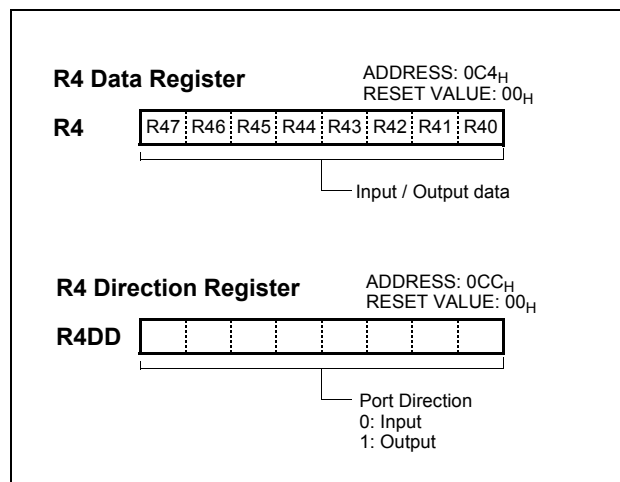 R4 Data Register
ADDRESS: 0C4H
RESET VALUE: 00H
R4
R47 R46 R45 R44 R43 R42 R41 R40
Input / Output data
R4 Direction Register
ADDRESS: 0CCH
RESET VALUE: 00H
R4DD
Port Direction
0: Input
1: Output